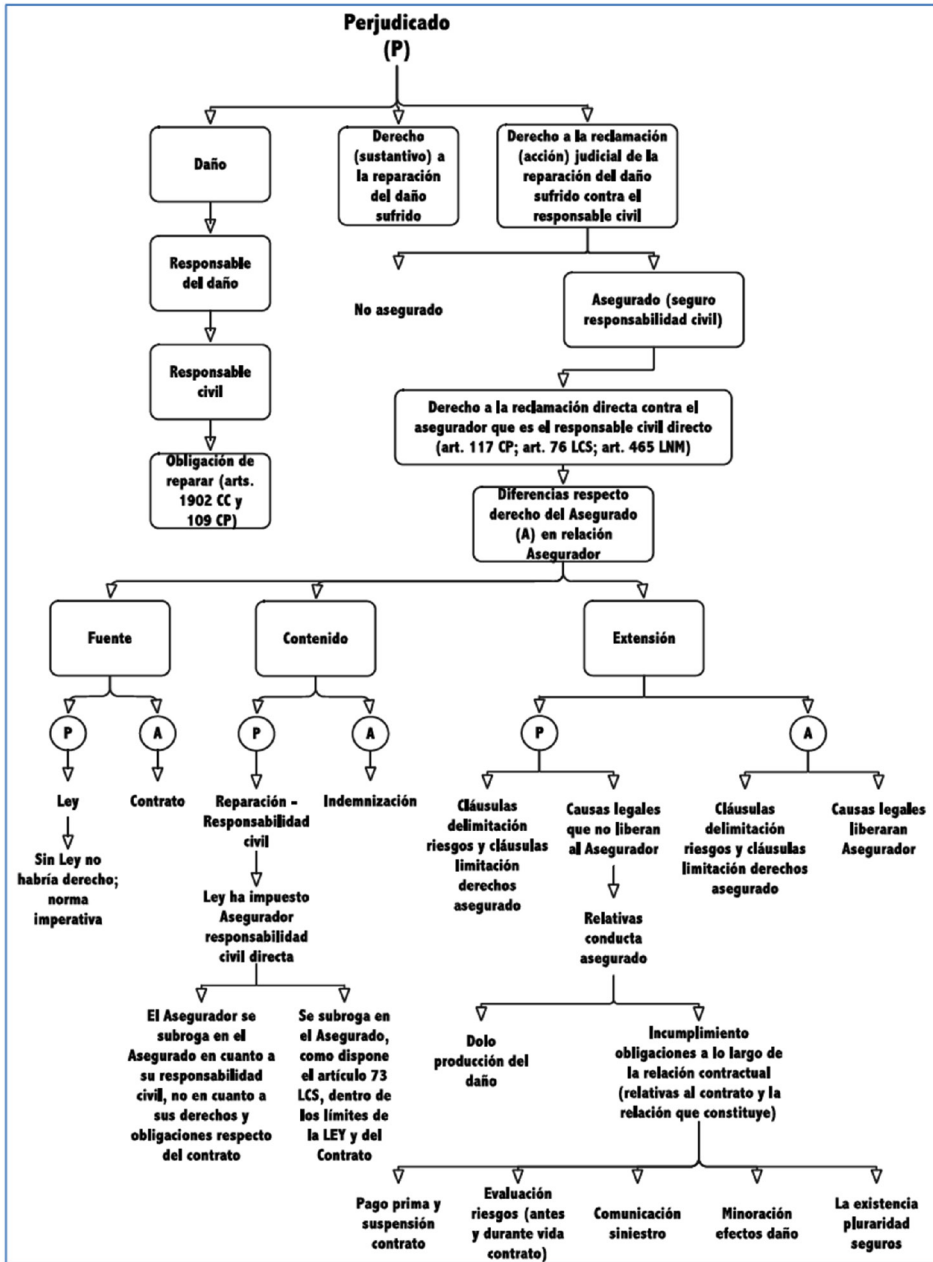 Perjudicado
(P)
Daño
Derecho
(sustantivo) a
la reparación
del daño
sufrido
Derecho a la reclamación
(acción) judicial de la
reparación del daño
sufrido contra el
responsable civil
Responsable
del daño
No asegurado
Asegurado (seguro
responsabilidad civil)
Responsable
civil
Derecho a la reclamación directa contra el
asegurador que es el responsable civil directo
(art. 117 CP; art. 76 LCS; art. 465 LNM)
Obligación de
reparar (arts.
1902 CC y
109 CP)
Diferencias respecto
derecho del Asegurado
(A) en relación
Asegurador
Fuente
Contenido
Extensión
P
A
P
A
P
A
Ley
Contrato
Reparación –
Responsabilidad
civil
Indemnización
Cláusulas
delimitación
riesgos y cláusulas
limitación
derechos
asegurado
Causas legales
que no liberan
al Asegurador
Cláusulas
delimitación
riesgos y cláusulas
limitación derechos
asegurado
Causas legales
liberaran
Asegurador
Sin Ley no
habría derecho;
norma
imperativa
Ley ha impuesto
Asegurador
responsabilidad
civil directa
Relativas
conducta
asegurado
El Asegurador se
subroga en el
Asegurado en cuanto a
su responsabilidad
civil, no en cuanto a
sus derechos y
obligaciones respecto
del contrato
Se subroga en
el Asegurado,
como dispone
el artículo 73
LCS, dentro de
los límites de
la LEY y del
Contrato
Dolo
producción del
daño
Incumplimiento
obligaciones a lo largo de
la relación contractual
(relativas al contrato y la
relación que constituye)
Pago prima y
suspensión
contrato
Evaluación
riesgos (antes
y durante vida
contrato)
Comunicación
siniestro
Minoración
efectos daño
La existencia
pluraridad
seguros